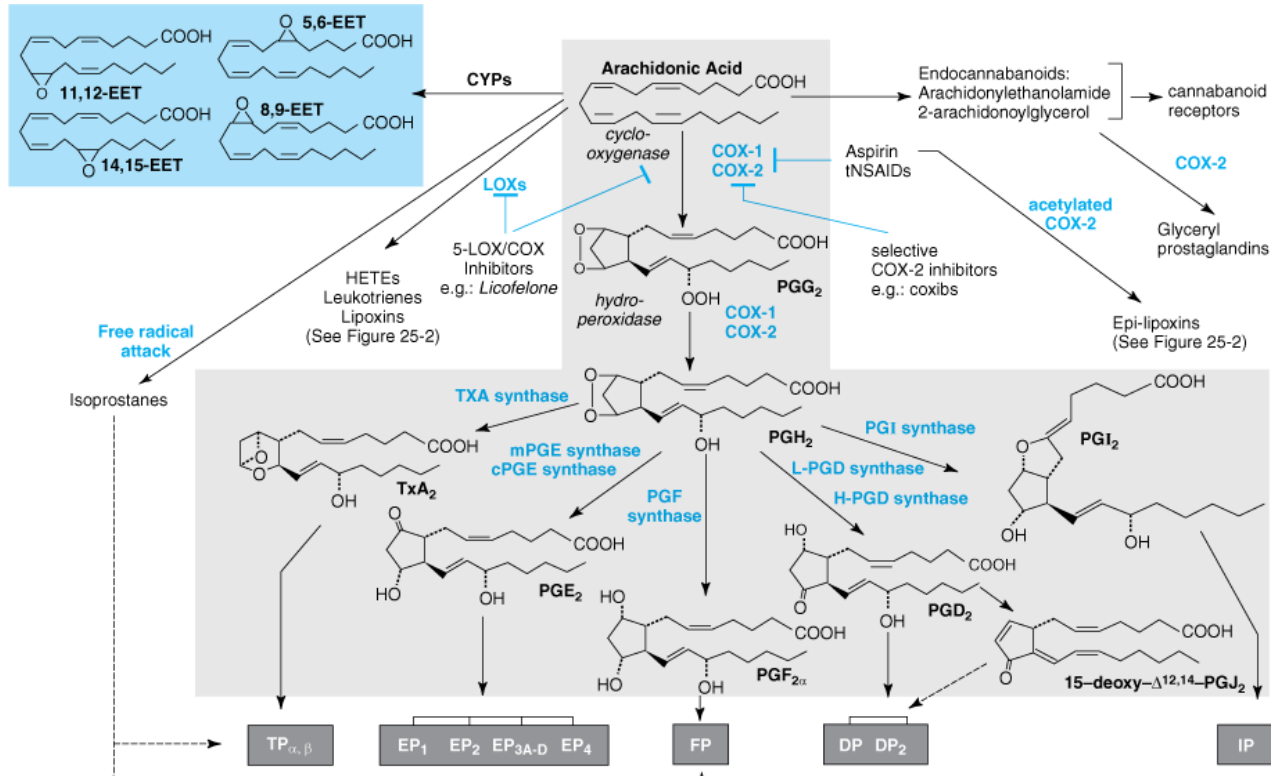 5,6-EET
COOH
COOH
11,12-EET
8,9-EET
COOH
COOH
14,15-EET
CYPs
Arachidonic Acid
COOH
Endocannabanoids:
Arachidonylethanolamide
2-arachidonoylglycerol
cannabanoid
receptors
cyclo-
oxygenase
COX-1
COX-2
Aspirin
tNSAIDs
COX-2
LOXs
acetylated
COX-2
Glyceryl
prostaglandins
5-LOX/COX
Inhibitors
e.g.: Licofelone
HETEs
Leukotrienes
Lipoxins
(See Figure 25-2)
COOH
PGG2
OOH
selective
COX-2 inhibitors
e.g.: coxibs
hydro-
peroxidase
COX-1
COX-2
Epi-lipoxins
(See Figure 25-2)
Free radical
attack
Isoprostanes
TXA synthase
COOH
PGH2
OH
PGI synthase
COOH
PGI2
O
OH
OH
COOH
TxA2
O
O
OH
mPGE synthase
cPGE synthase
PGF
synthase
L-PGD synthase
H-PGD synthase
O
COOH
PGE2
HO
OH
HO
COOH
PGD2
O
OH
HO
COOH
PGF2α
HO
OH
COOH
O
15–deoxy–Δ12,14–PGJ2
TPα, β
EP1 EP2 EP3A-D EP4
FP
DP DP2
IP